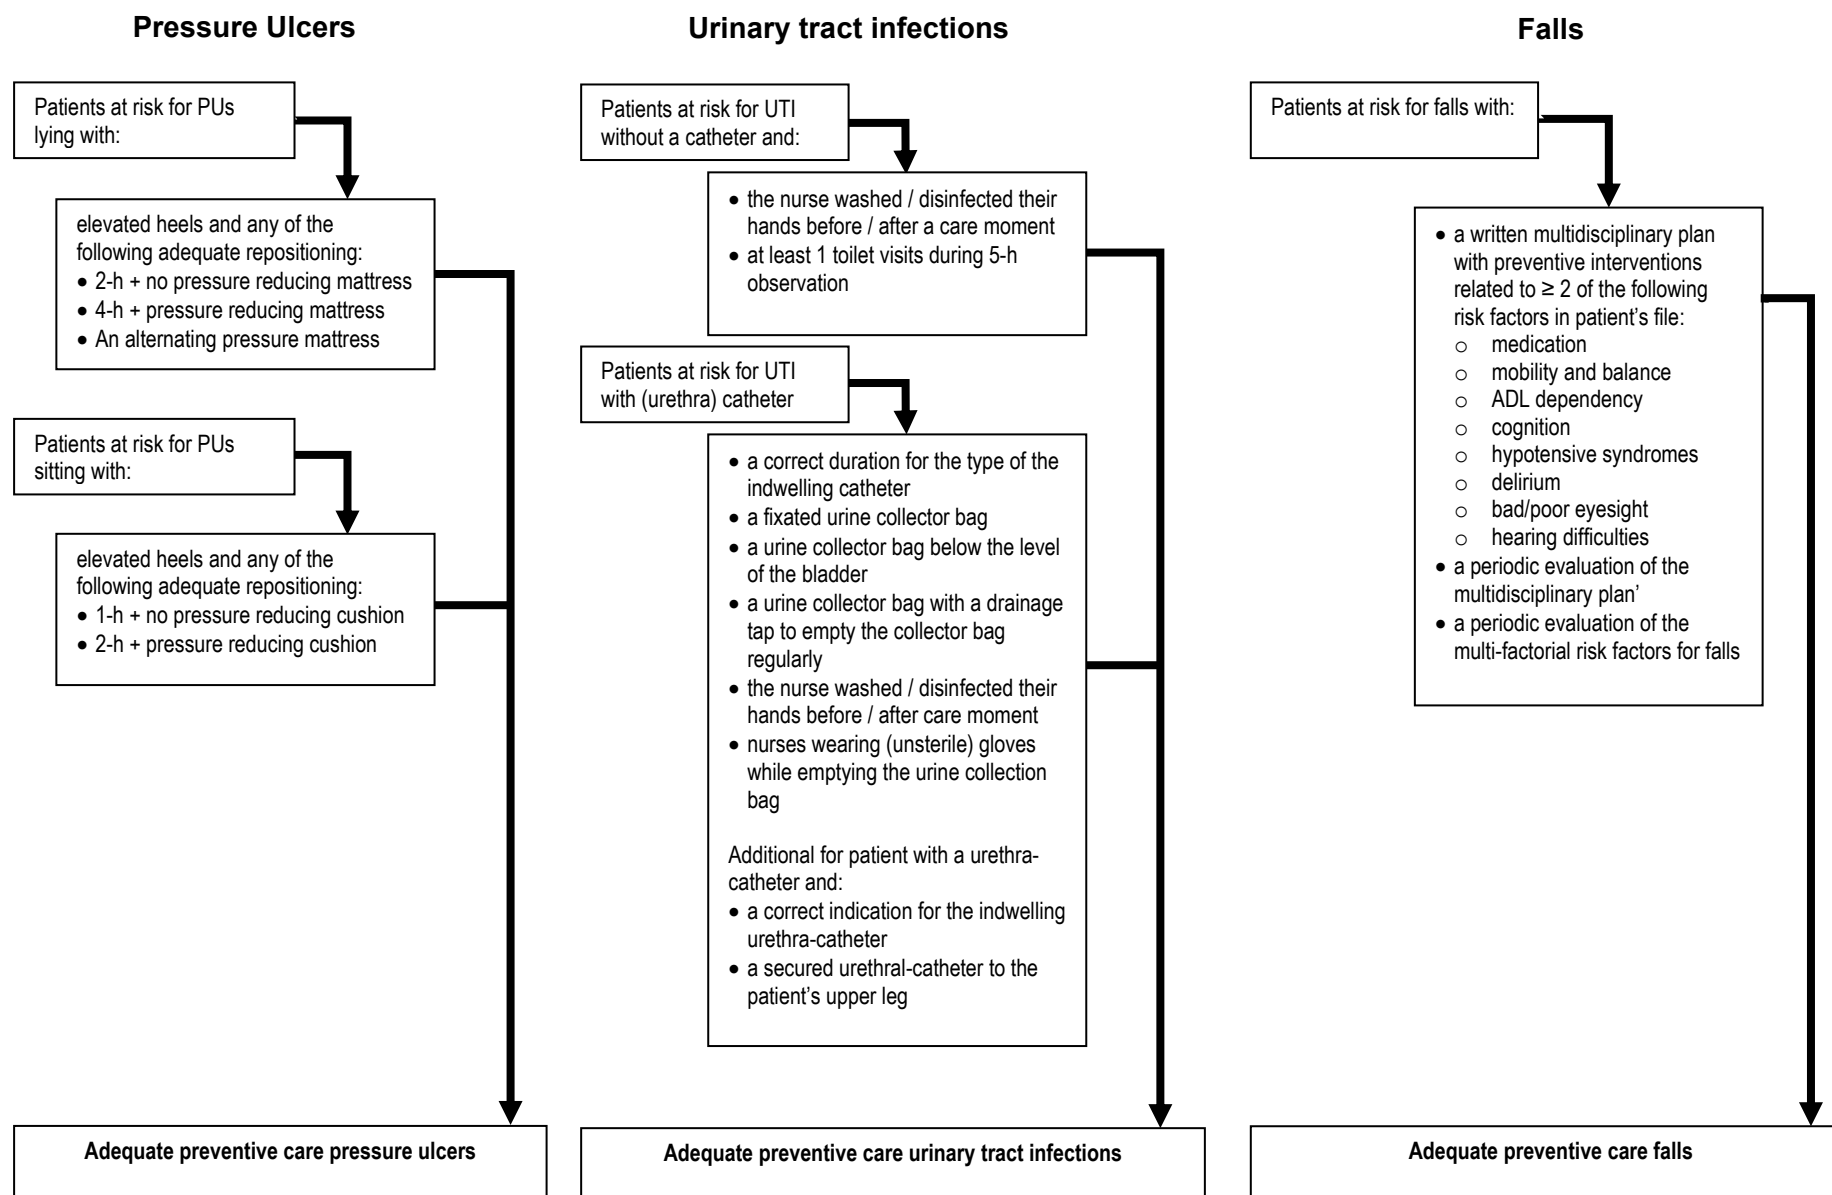 Pressure Ulcers
Patients at risk for PUs
lying with:
elevated heels and any of the
following adequate repositioning:
• 2-h + no pressure reducing mattress
• 4-h + pressure reducing mattress
• An alternating pressure mattress
Patients at risk for PUs
sitting with:
elevated heels and any of the
following adequate repositioning:
• 1-h + no pressure reducing cushion
• 2-h + pressure reducing cushion
Adequate preventive care pressure ulcers
Urinary tract infections
Patients at risk for UTI
without a catheter and:
• the nurse washed / disinfected their
hands before / after a care moment
• at least 1 toilet visits during 5-h
observation
Patients at risk for UTI
with (urethra) catheter
• a correct duration for the type of the
indwelling catheter
• a fixated urine collector bag
• a urine collector bag below the level
of the bladder
• a urine collector bag with a drainage
tap to empty the collector bag
regularly
• the nurse washed / disinfected their
hands before / after care moment
• nurses wearing (unsterile) gloves
while emptying the urine collection
bag
Additional for patient with a urethra-
catheter and:
• a correct indication for the indwelling
urethra-catheter
• a secured urethral-catheter to the
patient’s upper leg
Adequate preventive care urinary tract infections
Falls
Patients at risk for falls with:
• a written multidisciplinary plan
with preventive interventions
related to ≥ 2 of the following
risk factors in patient’s file:
o medication
o mobility and balance
o ADL dependency
o cognition
o hypotensive syndromes
o delirium
o bad/poor eyesight
o hearing difficulties
• a periodic evaluation of the
multidisciplinary plan’
• a periodic evaluation of the
multi-factorial risk factors for falls
Adequate preventive care falls